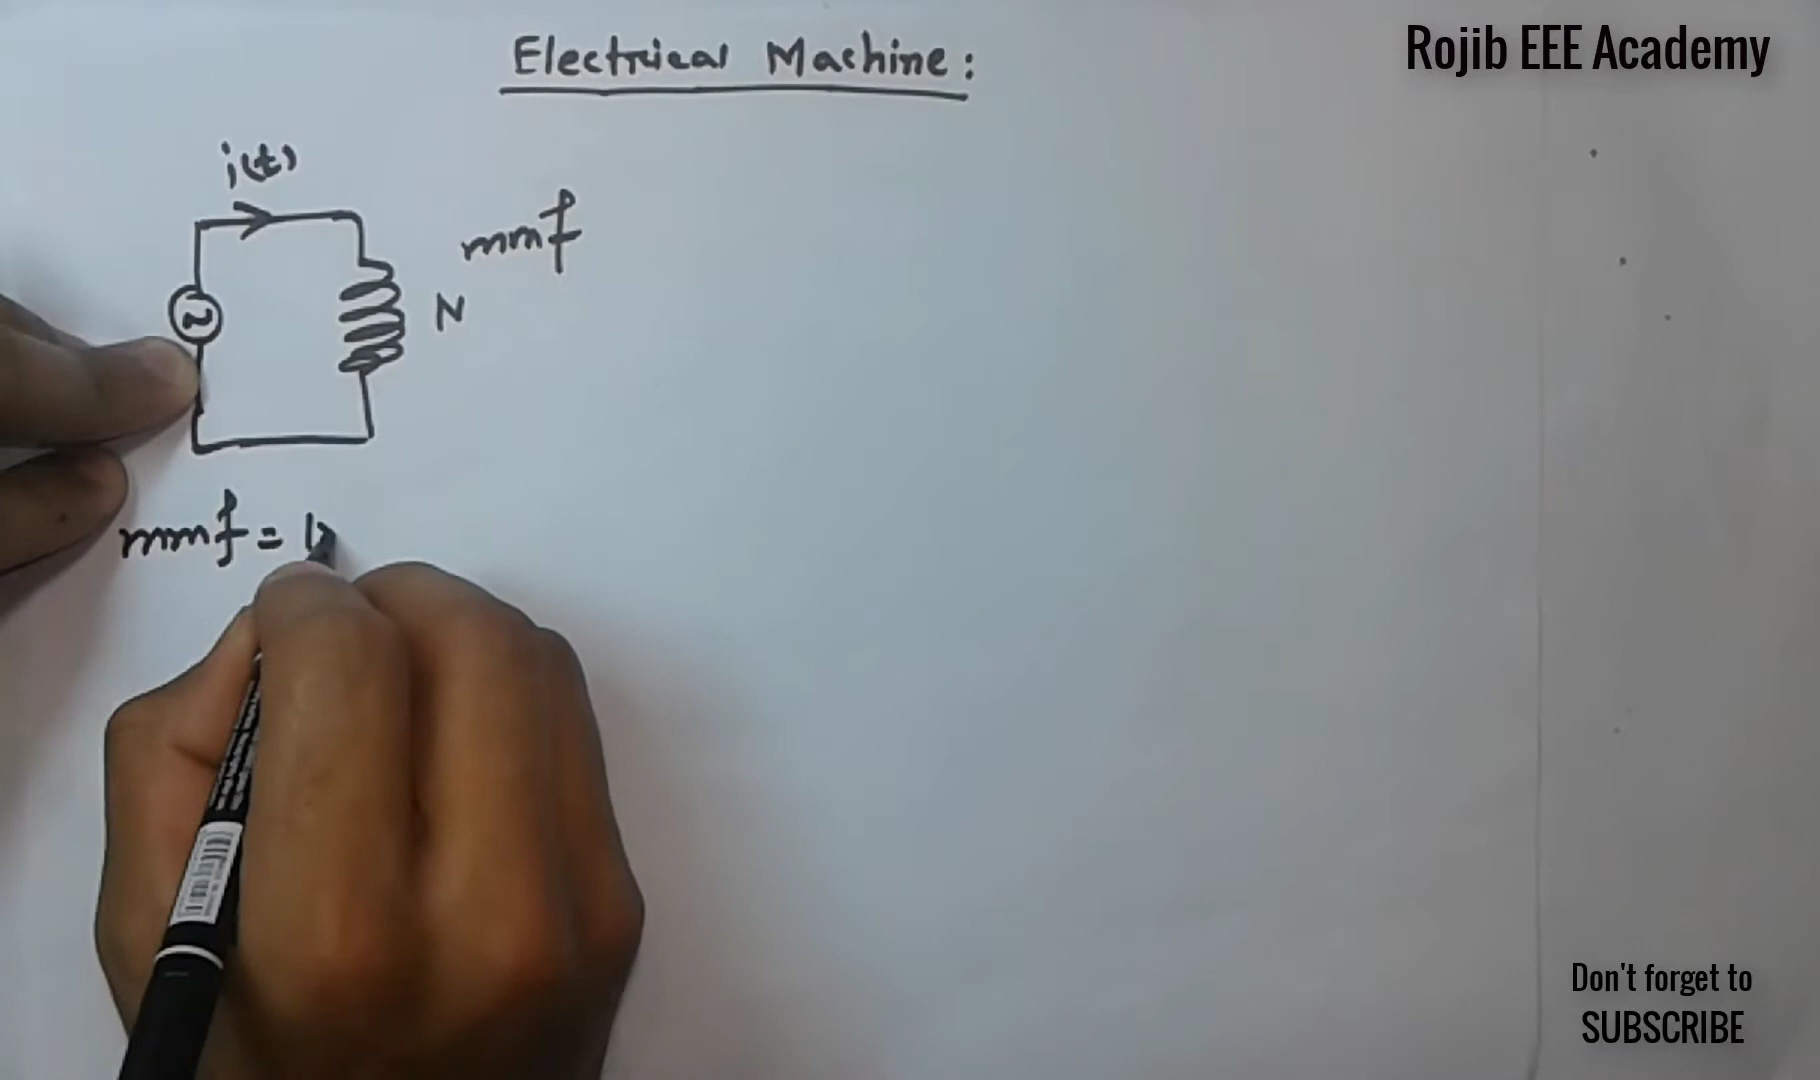 Electrical Machine:
Rojib EEE Academy
i(t)
mmf
N
mmf =
Don't forget to
SUBSCRIBE